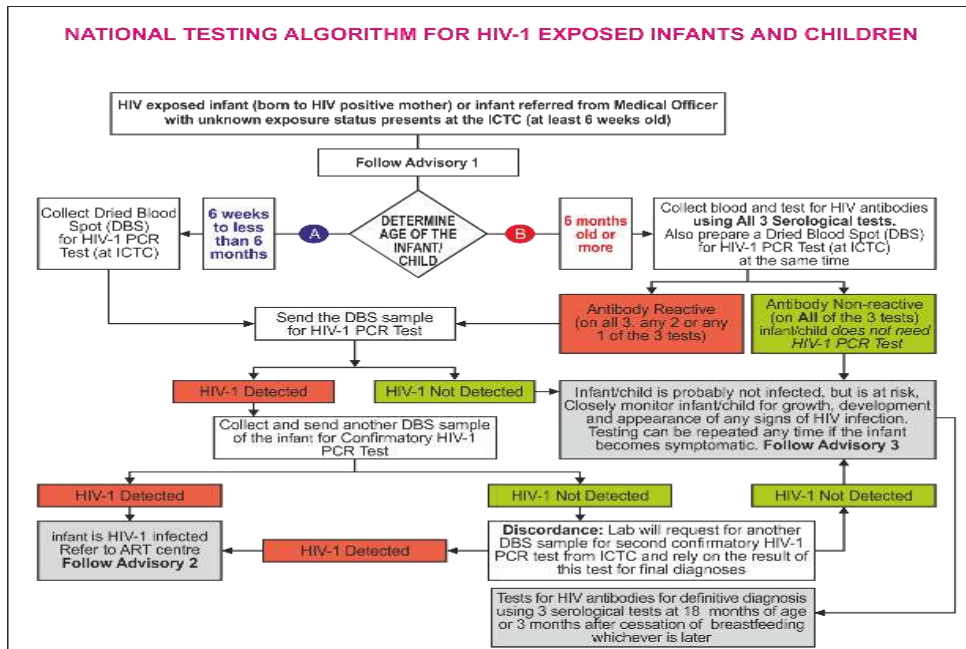 NATIONAL TESTING ALGORITHM FOR HIV-1 EXPOSED INFANTS AND CHILDREN
HIV exposed infant (born to HIV positive mother) or infant referred from Medical Officer
with unknown exposure status presents at the ICTC (at least 6 weeks old)
Follow Advisory 1
Collect Dried Blood
Spot (DBS)
for HIV-1 PCR
Test (at ICTC)
6 weeks
to less
than 6
months
A
DETERMINE
AGE OF THE
INFANT/
CHILD
B
6 months
old or
more
Collect blood and test for HIV antibodies
using All 3 Serological tests.
Also prepare a Dried Blood Spot (DBS)
for HIV-1 PCR Test (at ICTC)
at the same time
Send the DBS sample
for HIV-1 PCR Test
Antibody Reactive
(on all 3, any 2 or any
1 of the 3 tests)
Antibody Non-reactive
(on All of the 3 tests)
infant/child does not need
HIV-1 PCR Test
HIV-1 Detected
HIV-1 Not Detected
Infant/child is probably not infected, but is at risk,
Closely monitor infant/child for growth, development
and appearance of any signs of HIV infection.
Testing can be repeated any time if the infant
becomes symptomatic. Follow Advisory 3
Collect and send another DBS sample
of the infant for Confirmatory HIV-1
PCR Test
HIV-1 Detected
HIV-1 Not Detected
HIV-1 Not Detected
infant is HIV-1 infected
Refer to ART centre
Follow Advisory 2
HIV-1 Detected
Discordance: Lab will request for another
DBS sample for second confirmatory HIV-1
PCR test from ICTC and rely on the result of
this test for final diagnoses
Tests for HIV antibodies for definitive diagnosis
using 3 serological tests at 18 months of age
or 3 months after cessation of breastfeeding
whichever is later